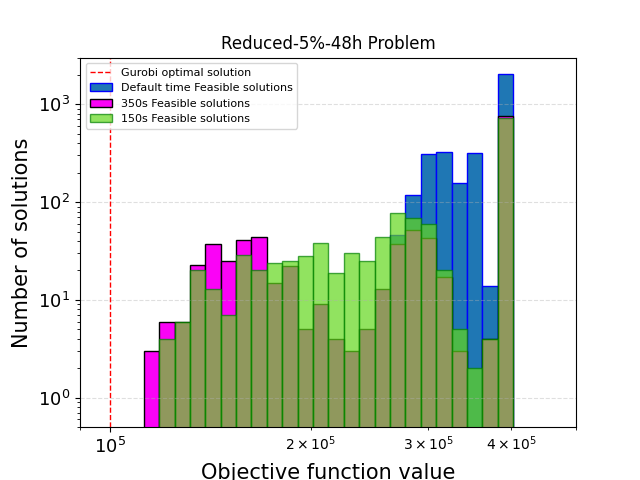 Reduced-5%-48h Problem
Gurobi optimal solution
Default time Feasible solutions
350s Feasible solutions
150s Feasible solutions
Number of solutions
10³
10²
10¹
10⁰
10⁵
2 × 10⁵
3 × 10⁵
4 × 10⁵
Objective function value